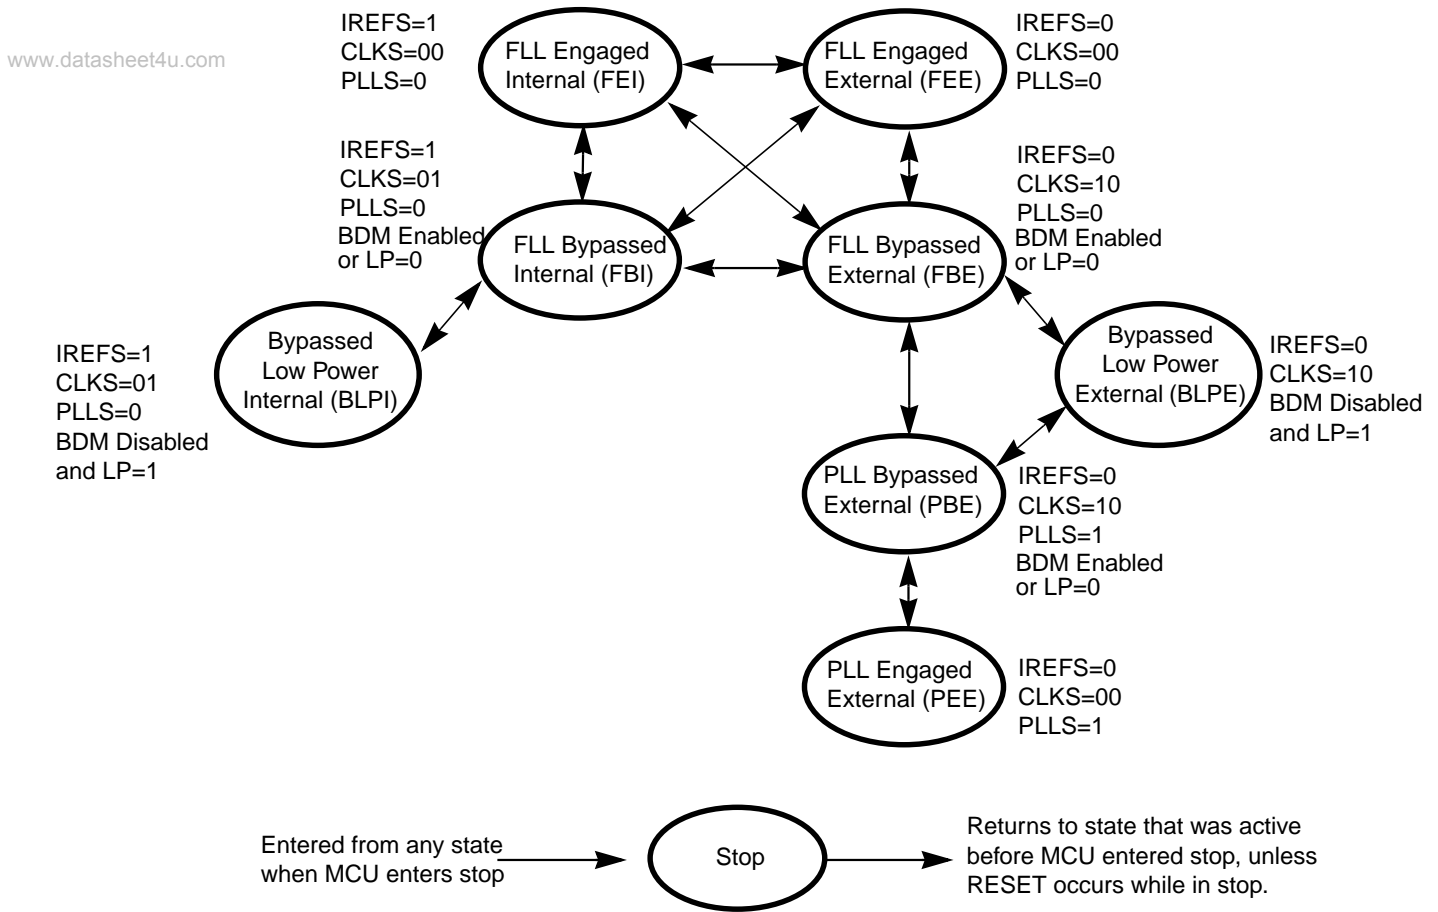 www.datasheet4u.com
IREFS=1
CLKS=00
PLLS=0
FLL Engaged
Internal (FEI)
FLL Engaged
External (FEE)
IREFS=0
CLKS=00
PLLS=0
IREFS=1
CLKS=01
PLLS=0
BDM Enabled
or LP=0
FLL Bypassed
Internal (FBI)
FLL Bypassed
External (FBE)
IREFS=0
CLKS=10
PLLS=0
BDM Enabled
or LP=0
IREFS=1
CLKS=01
PLLS=0
BDM Disabled
and LP=1
Bypassed
Low Power
Internal (BLPI)
Bypassed
Low Power
External (BLPE)
IREFS=0
CLKS=10
BDM Disabled
and LP=1
PLL Bypassed
External (PBE)
IREFS=0
CLKS=10
PLLS=1
BDM Enabled
or LP=0
PLL Engaged
External (PEE)
IREFS=0
CLKS=00
PLLS=1
Entered from any state
when MCU enters stop
Stop
Returns to state that was active
before MCU entered stop, unless
RESET occurs while in stop.